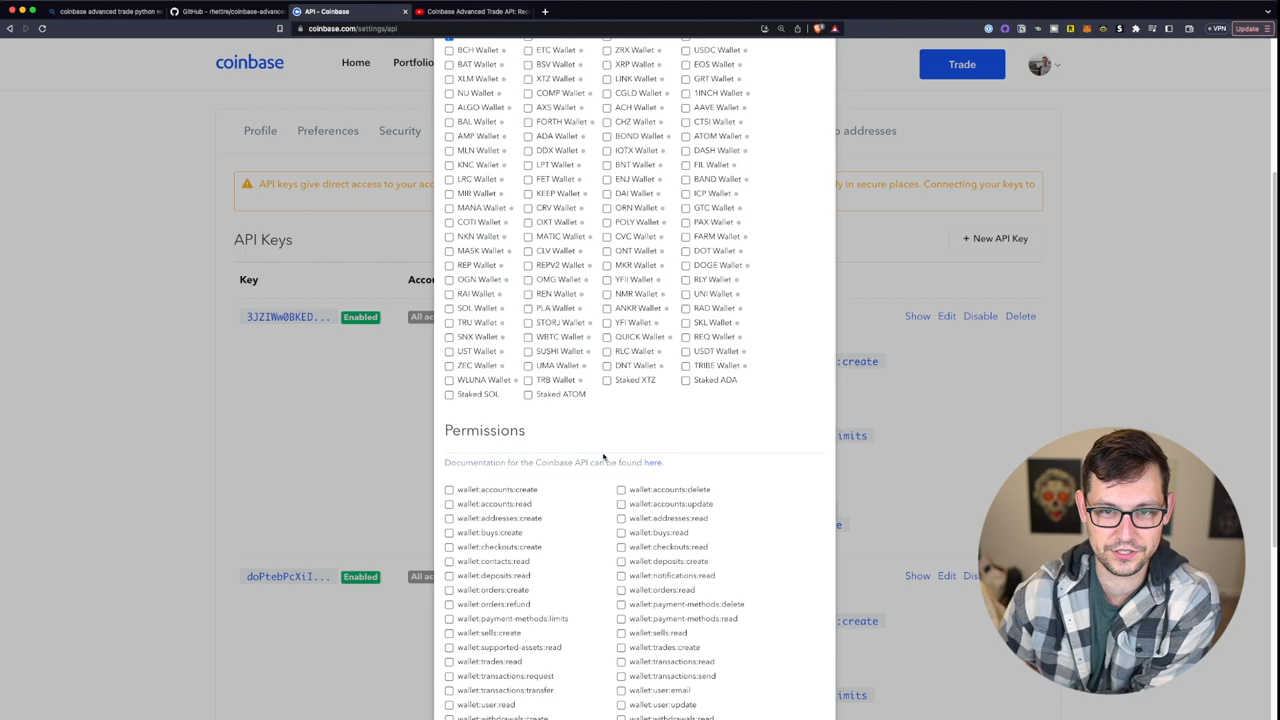 coinbase advanced trade python w
GitHub - rhettre/coinbase-advanc
API - Coinbase
Coinbase Advanced Trade API: Rec
coinbase.com/settings/api
VPN
Update
coinbase
Home
Portfolio
Trade
Profile
Preferences
Security
addresses
API keys give direct access to your acc
ly in secure places. Connecting your keys to
API Keys
+ New API Key
Key
Accou
3JZIWw0BKED...
Enabled
All ac
Show
Edit
Disable
Delete
:create
imits
doPtebPcXiI...
Enabled
All ac
Show
Edit
:create
imits
BCH Wallet ETC Wallet ZRX Wallet USDC Wallet
BAT Wallet BSV Wallet XRP Wallet EOS Wallet
XLM Wallet XTZ Wallet LINK Wallet GRT Wallet
NU Wallet COMP Wallet CGLD Wallet 1INCH Wallet
ALGO Wallet AXS Wallet ACH Wallet AAVE Wallet
BAL Wallet FORTH Wallet CHZ Wallet CTSI Wallet
AMP Wallet ADA Wallet BOND Wallet ATOM Wallet
MLN Wallet DDX Wallet IOTX Wallet DASH Wallet
KNC Wallet LPT Wallet BNT Wallet FIL Wallet
LRC Wallet FET Wallet ENJ Wallet BAND Wallet
MIR Wallet KEEP Wallet DAI Wallet ICP Wallet
MANA Wallet CRV Wallet ORN Wallet GTC Wallet
COTI Wallet OXT Wallet POLY Wallet PAX Wallet
NKN Wallet MATIC Wallet CVC Wallet FARM Wallet
MASK Wallet CLV Wallet QNT Wallet DOT Wallet
REP Wallet REPV2 Wallet MKR Wallet DOGE Wallet
OGN Wallet OMG Wallet YFII Wallet RLY Wallet
RAI Wallet REN Wallet NMR Wallet UNI Wallet
SOL Wallet PLA Wallet ANKR Wallet RAD Wallet
TRU Wallet STORJ Wallet YFI Wallet SKL Wallet
SNX Wallet WBTC Wallet QUICK Wallet REQ Wallet
UST Wallet SUSHI Wallet RLC Wallet USDT Wallet
ZEC Wallet UMA Wallet DNT Wallet TRIBE Wallet
WLUNA Wallet TRB Wallet Staked XTZ Staked ADA
Staked SOL Staked ATOM
Permissions
Documentation for the Coinbase API can be found here.
wallet:accounts:create wallet:accounts:delete
wallet:accounts:read wallet:accounts:update
wallet:addresses:create wallet:addresses:read
wallet:buys:create wallet:buys:read
wallet:checkouts:create wallet:checkouts:read
wallet:contacts:read wallet:deposits:create
wallet:deposits:read wallet:notifications:read
wallet:orders:create wallet:orders:read
wallet:orders:refund wallet:payment-methods:delete
wallet:payment-methods:limits wallet:payment-methods:read
wallet:sells:create wallet:sells:read
wallet:supported-assets:read wallet:trades:create
wallet:trades:read wallet:transactions:read
wallet:transactions:request wallet:transactions:send
wallet:transactions:transfer wallet:user:email
wallet:user:read wallet:user:update
wallet:withdrawals:create wallet:withdrawals:read